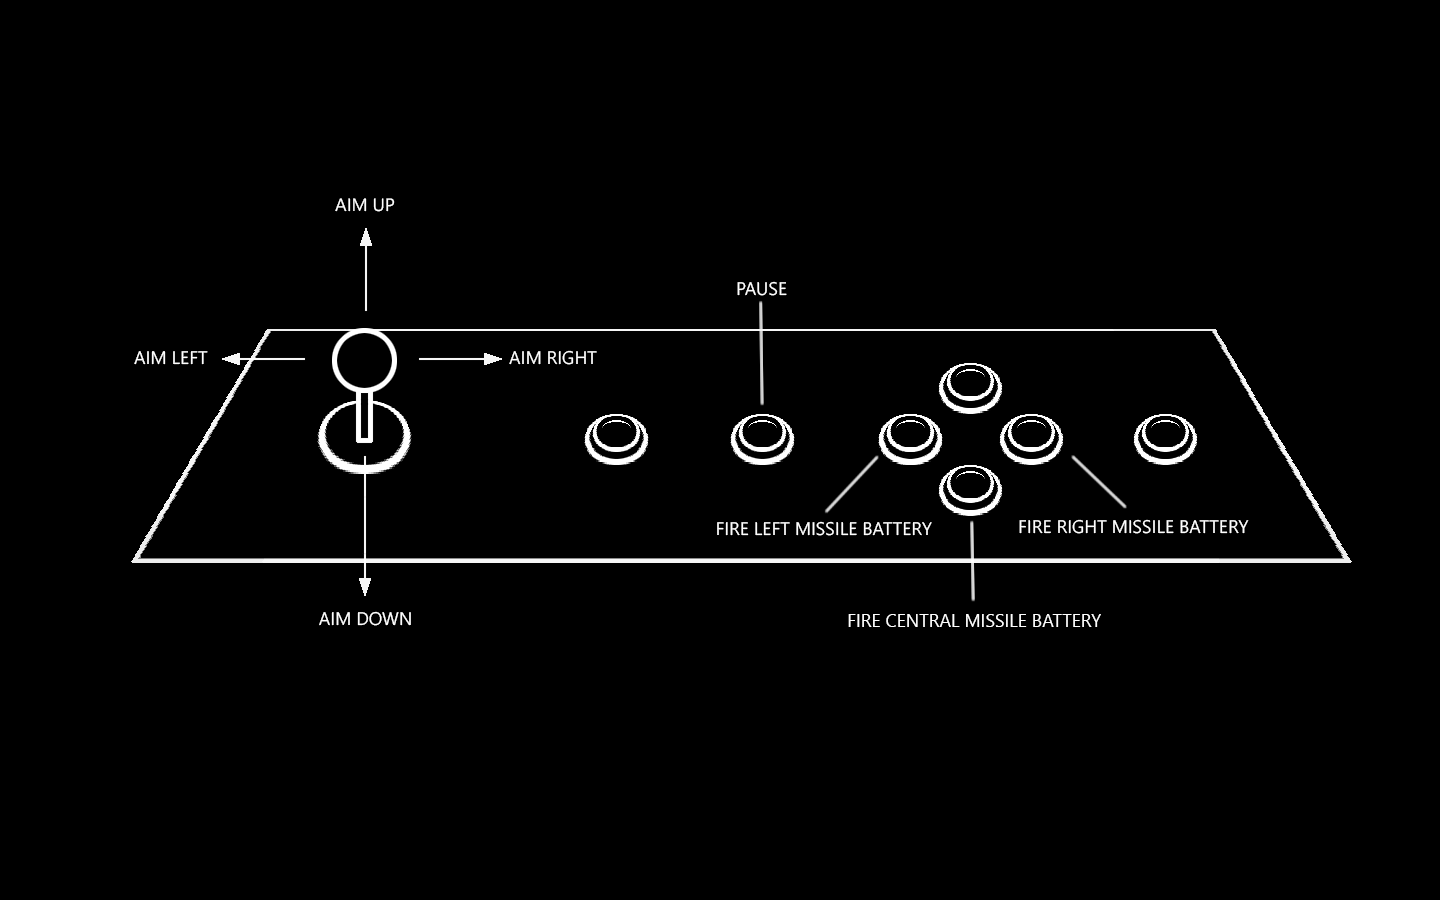 AIM UP
PAUSE
AIM LEFT
AIM RIGHT
FIRE LEFT MISSILE BATTERY
FIRE RIGHT MISSILE BATTERY
AIM DOWN
FIRE CENTRAL MISSILE BATTERY